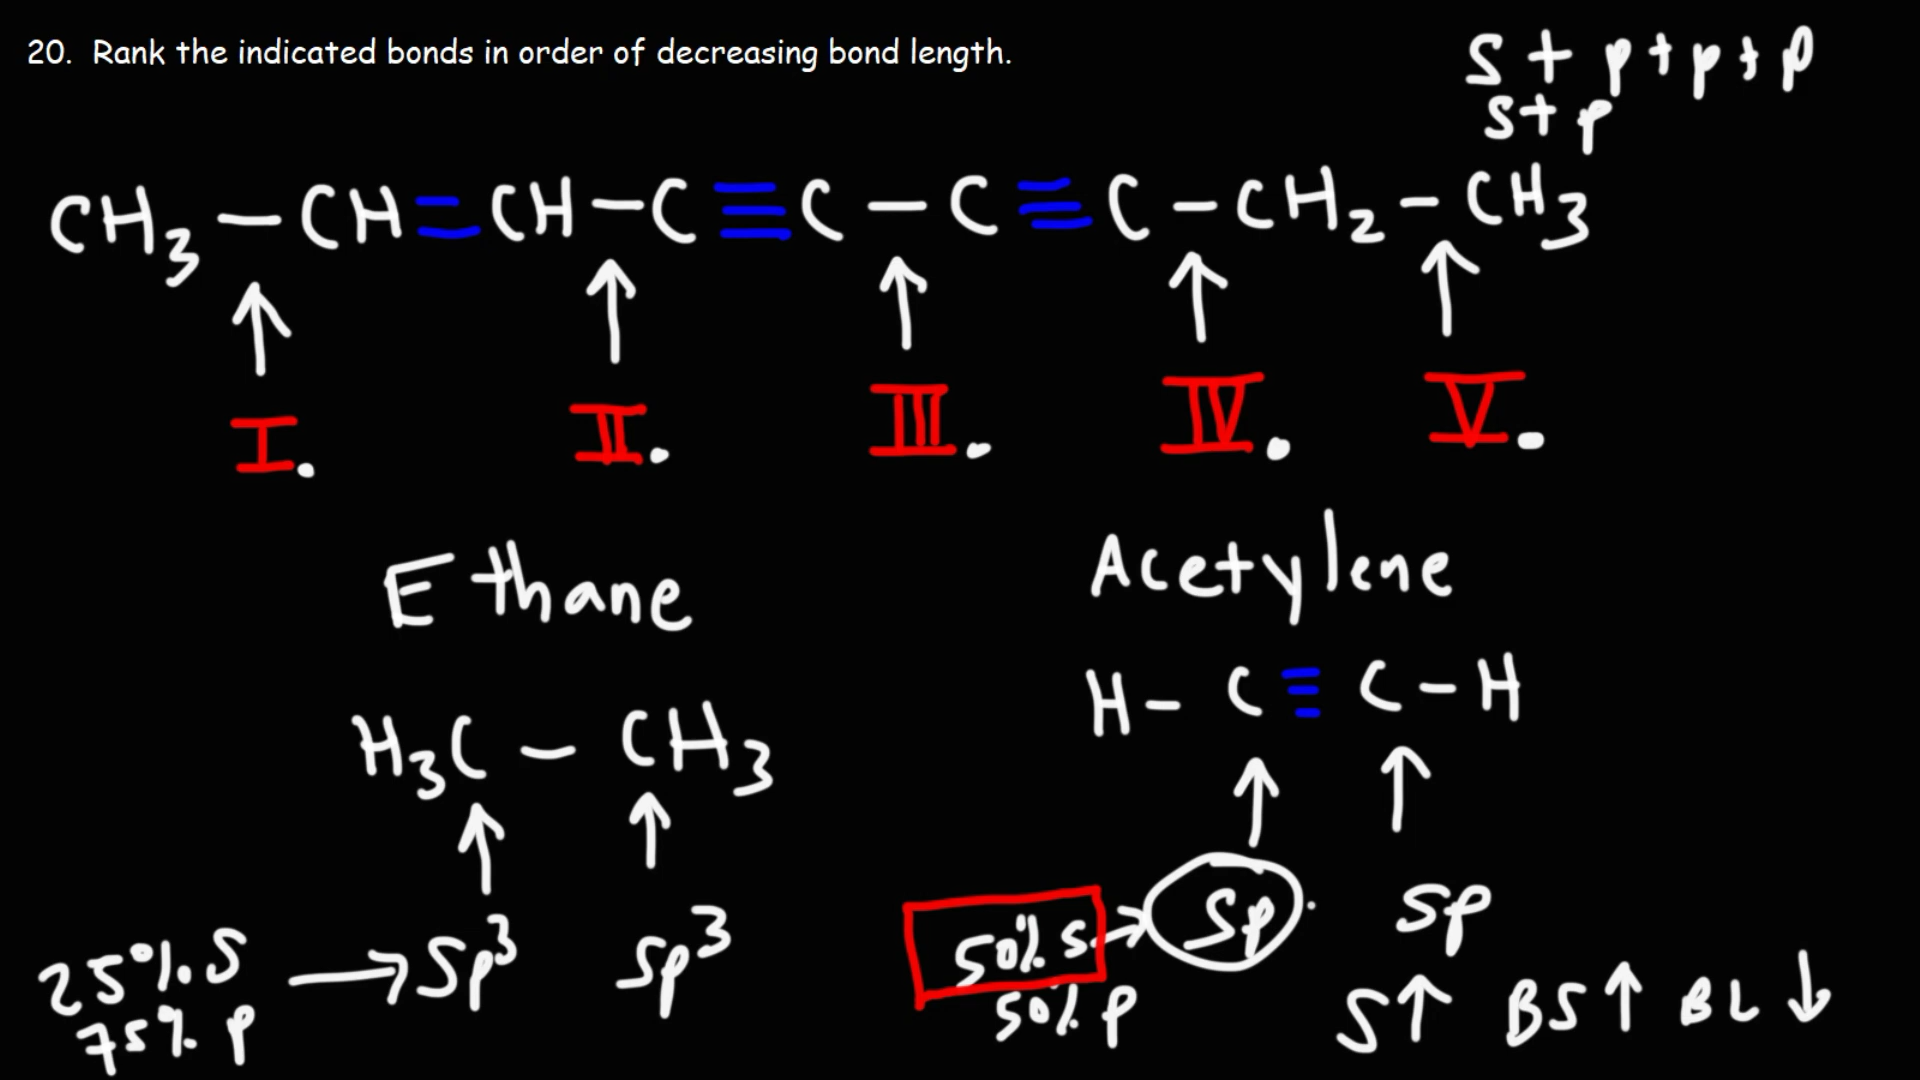 20. Rank the indicated bonds in order of decreasing bond length.
S + p + p + p
S + p
CH3 – CH = CH – C ≡ C – C ≡ C – CH2 – CH3
I. II. III. IV. V.
Ethane
Acetylene
H3C – CH3
H – C ≡ C – H
25% S → Sp³ Sp³
75% p
50% S → Sp Sp
50% p
S↑ BS↑ BL↓